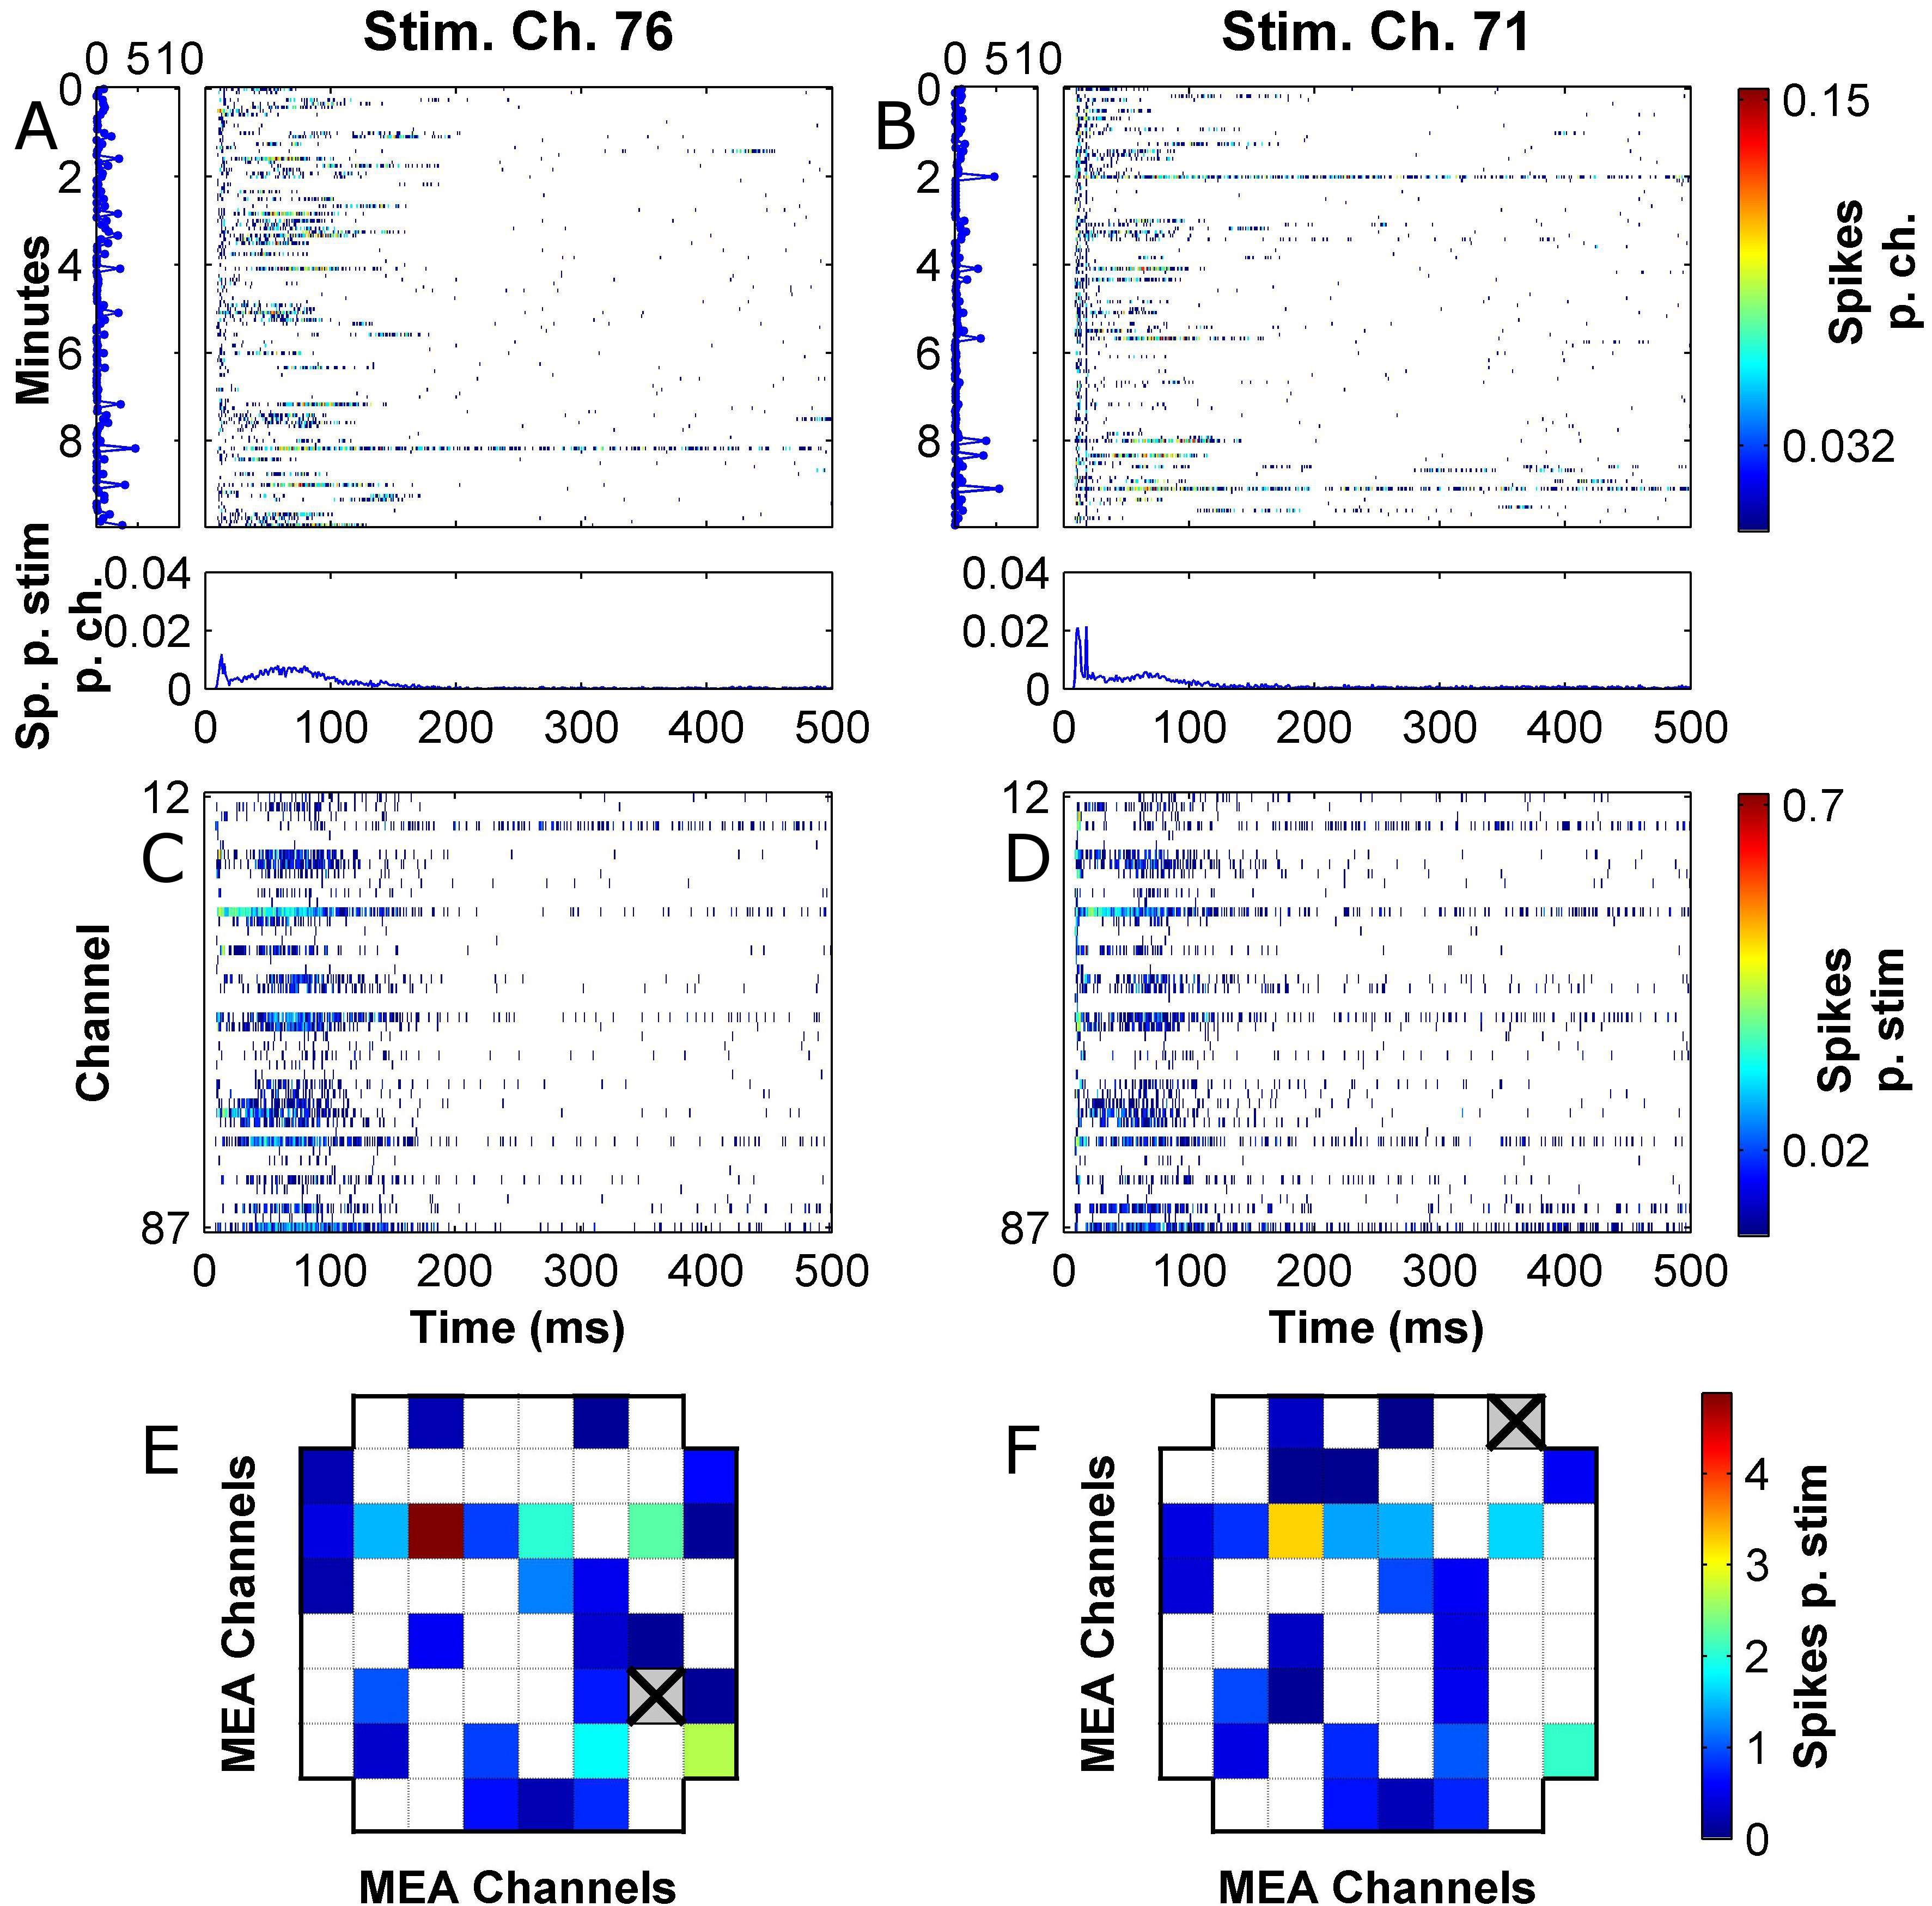 Stim. Ch. 76
Stim. Ch. 71
0 5 10
0 5 10
A
B
0
2
4
6
8
Minutes
0
2
4
6
8
0.15
0.032
Spikes
p. ch.
Sp. p. stim
p. ch.
0.04
0.02
0
0.04
0.02
0
0 100 200 300 400 500
0 100 200 300 400 500
12
87
C
Channel
12
87
D
0.7
0.02
Spikes
p. stim
0 100 200 300 400 500
0 100 200 300 400 500
Time (ms)
Time (ms)
E
MEA Channels
F
MEA Channels
4
3
2
1
0
Spikes p. stim
MEA Channels
MEA Channels